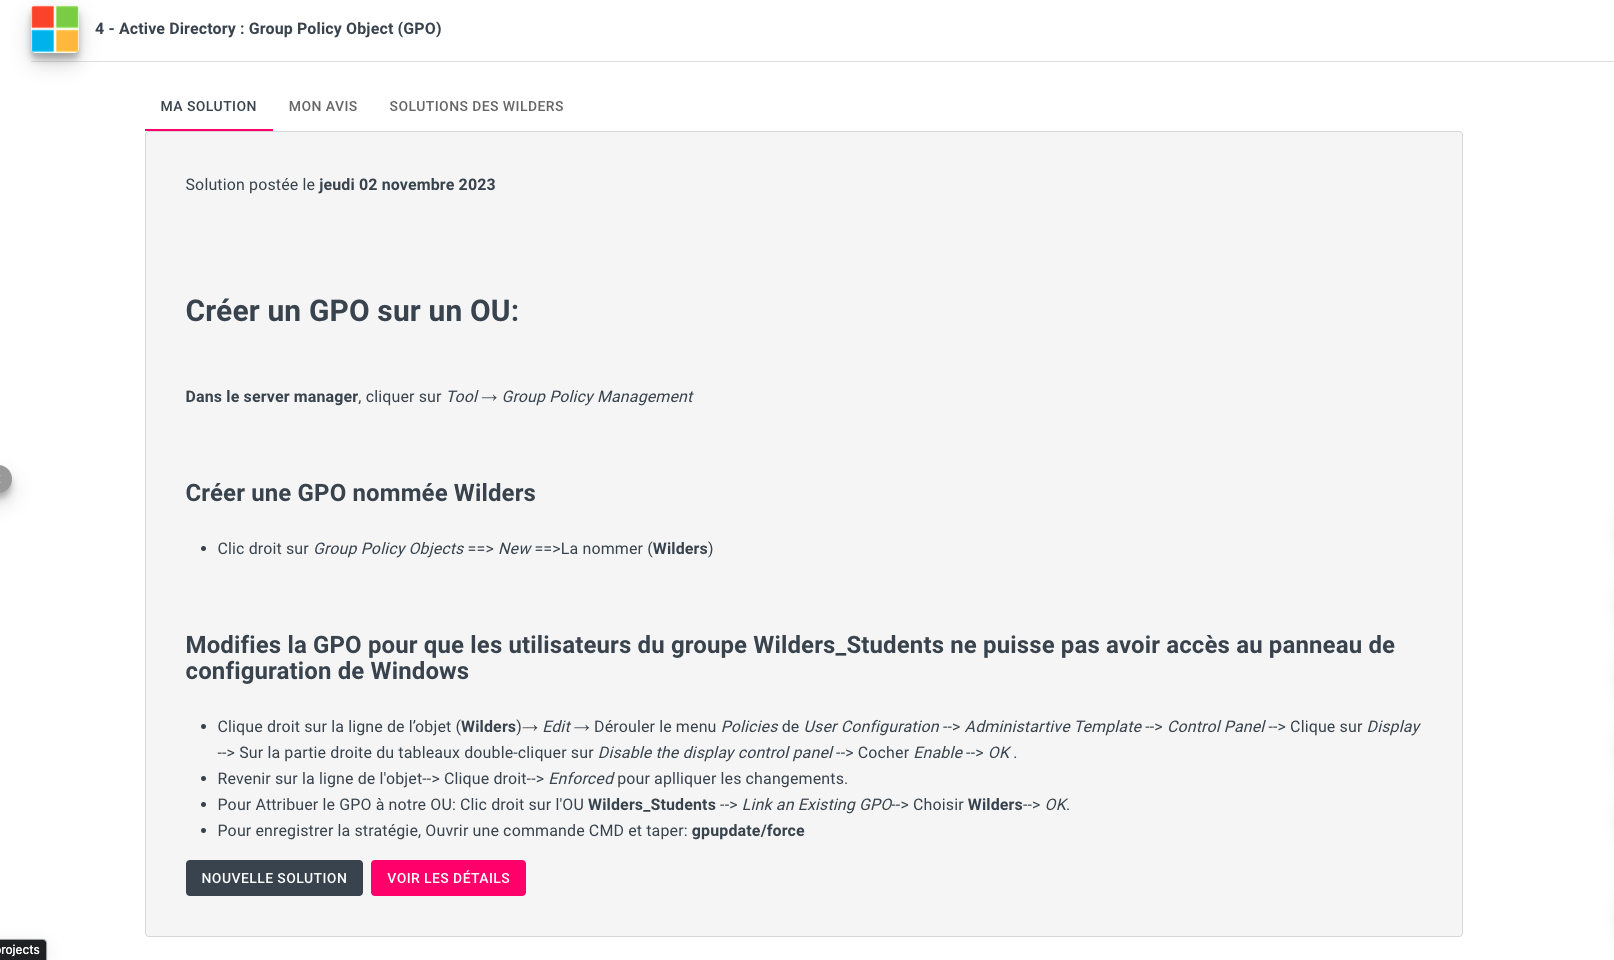 4 - Active Directory : Group Policy Object (GPO)
MA SOLUTION MON AVIS SOLUTIONS DES WILDERS
Solution postée le jeudi 02 novembre 2023
Créer un GPO sur un OU:
Dans le server manager, cliquer sur Tool → Group Policy Management
Créer une GPO nommée Wilders
• Clic droit sur Group Policy Objects ==> New ==>La nommer (Wilders)
Modifies la GPO pour que les utilisateurs du groupe Wilders_Students ne puisse pas avoir accès au panneau de
configuration de Windows
• Clique droit sur la ligne de l’objet (Wilders)→ Edit → Dérouler le menu Policies de User Configuration --> Administartive Template --> Control Panel --> Clique sur Display
--> Sur la partie droite du tableaux double-cliquer sur Disable the display control panel --> Cocher Enable --> OK .
• Revenir sur la ligne de l'objet--> Clique droit--> Enforced pour aplliquer les changements.
• Pour Attribuer le GPO à notre OU: Clic droit sur l'OU Wilders_Students --> Link an Existing GPO--> Choisir Wilders--> OK.
• Pour enregistrer la stratégie, Ouvrir une commande CMD et taper: gpupdate/force
NOUVELLE SOLUTION VOIR LES DÉTAILS
rojects